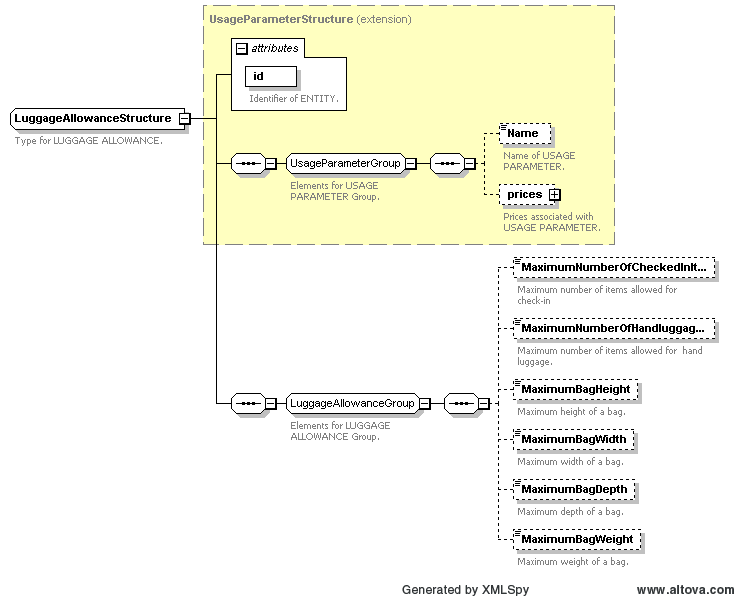 UsageParameterStructure (extension)
attributes
id
Identifier of ENTITY.
LuggageAllowanceStructure
Type for LUGGAGE ALLOWANCE.
UsageParameterGroup
Elements for USAGE
PARAMETER Group.
Name
Name of USAGE
PARAMETER.
prices
Prices associated with
USAGE PARAMETER.
LuggageAllowanceGroup
Elements for LUGGAGE
ALLOWANCE Group.
MaximumNumberOfCheckedInIt...
Maximum number of items allowed for
check-in
MaximumNumberOfHandluggag...
Maximum number of items allowed for hand
luggage.
MaximumBagHeight
Maximum height of a bag.
MaximumBagWidth
Maximum width of a bag.
MaximumBagDepth
Maximum depth of a bag.
MaximumBagWeight
Maximum weight of a bag.
Generated by XMLSpy
www.altova.com